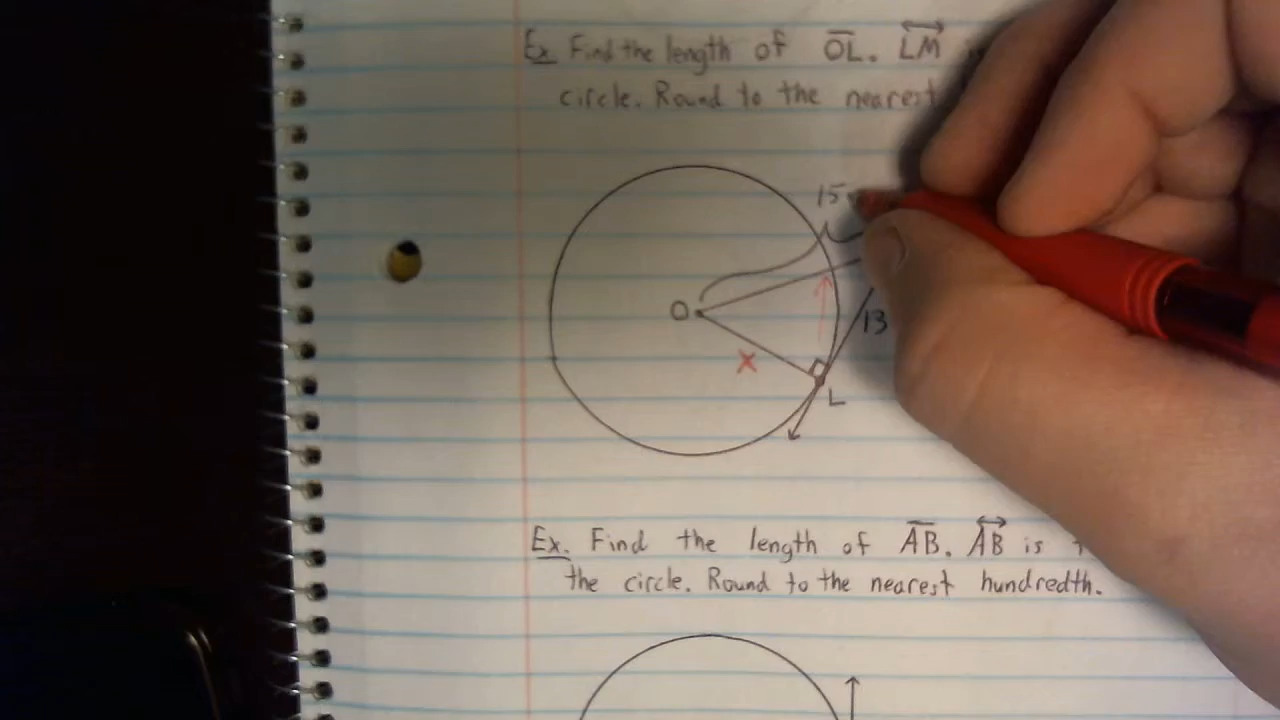 Ex Find the length of OL. LM
circle. Round to the nearest
15
O
13
x
L
Ex. Find the length of AB. AB is
the circle. Round to the nearest hundredth.